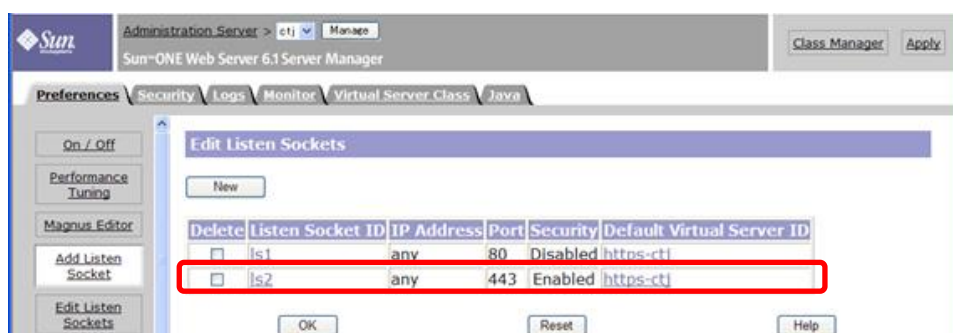 Sun
Administration Server > ctj Manage
Sun ONE Web Server 6.1 Server Manager
Class Manager Apply
Preferences Security Logs Monitor Virtual Server Class Java
On / Off
Performance
Tuning
Magnus Editor
Add Listen
Socket
Edit Listen
Sockets
Edit Listen Sockets
New
Delete Listen Socket ID IP Address Port Security Default Virtual Server ID
ls1 any 80 Disabled https-ctj
ls2 any 443 Enabled https-ctj
OK Reset Help